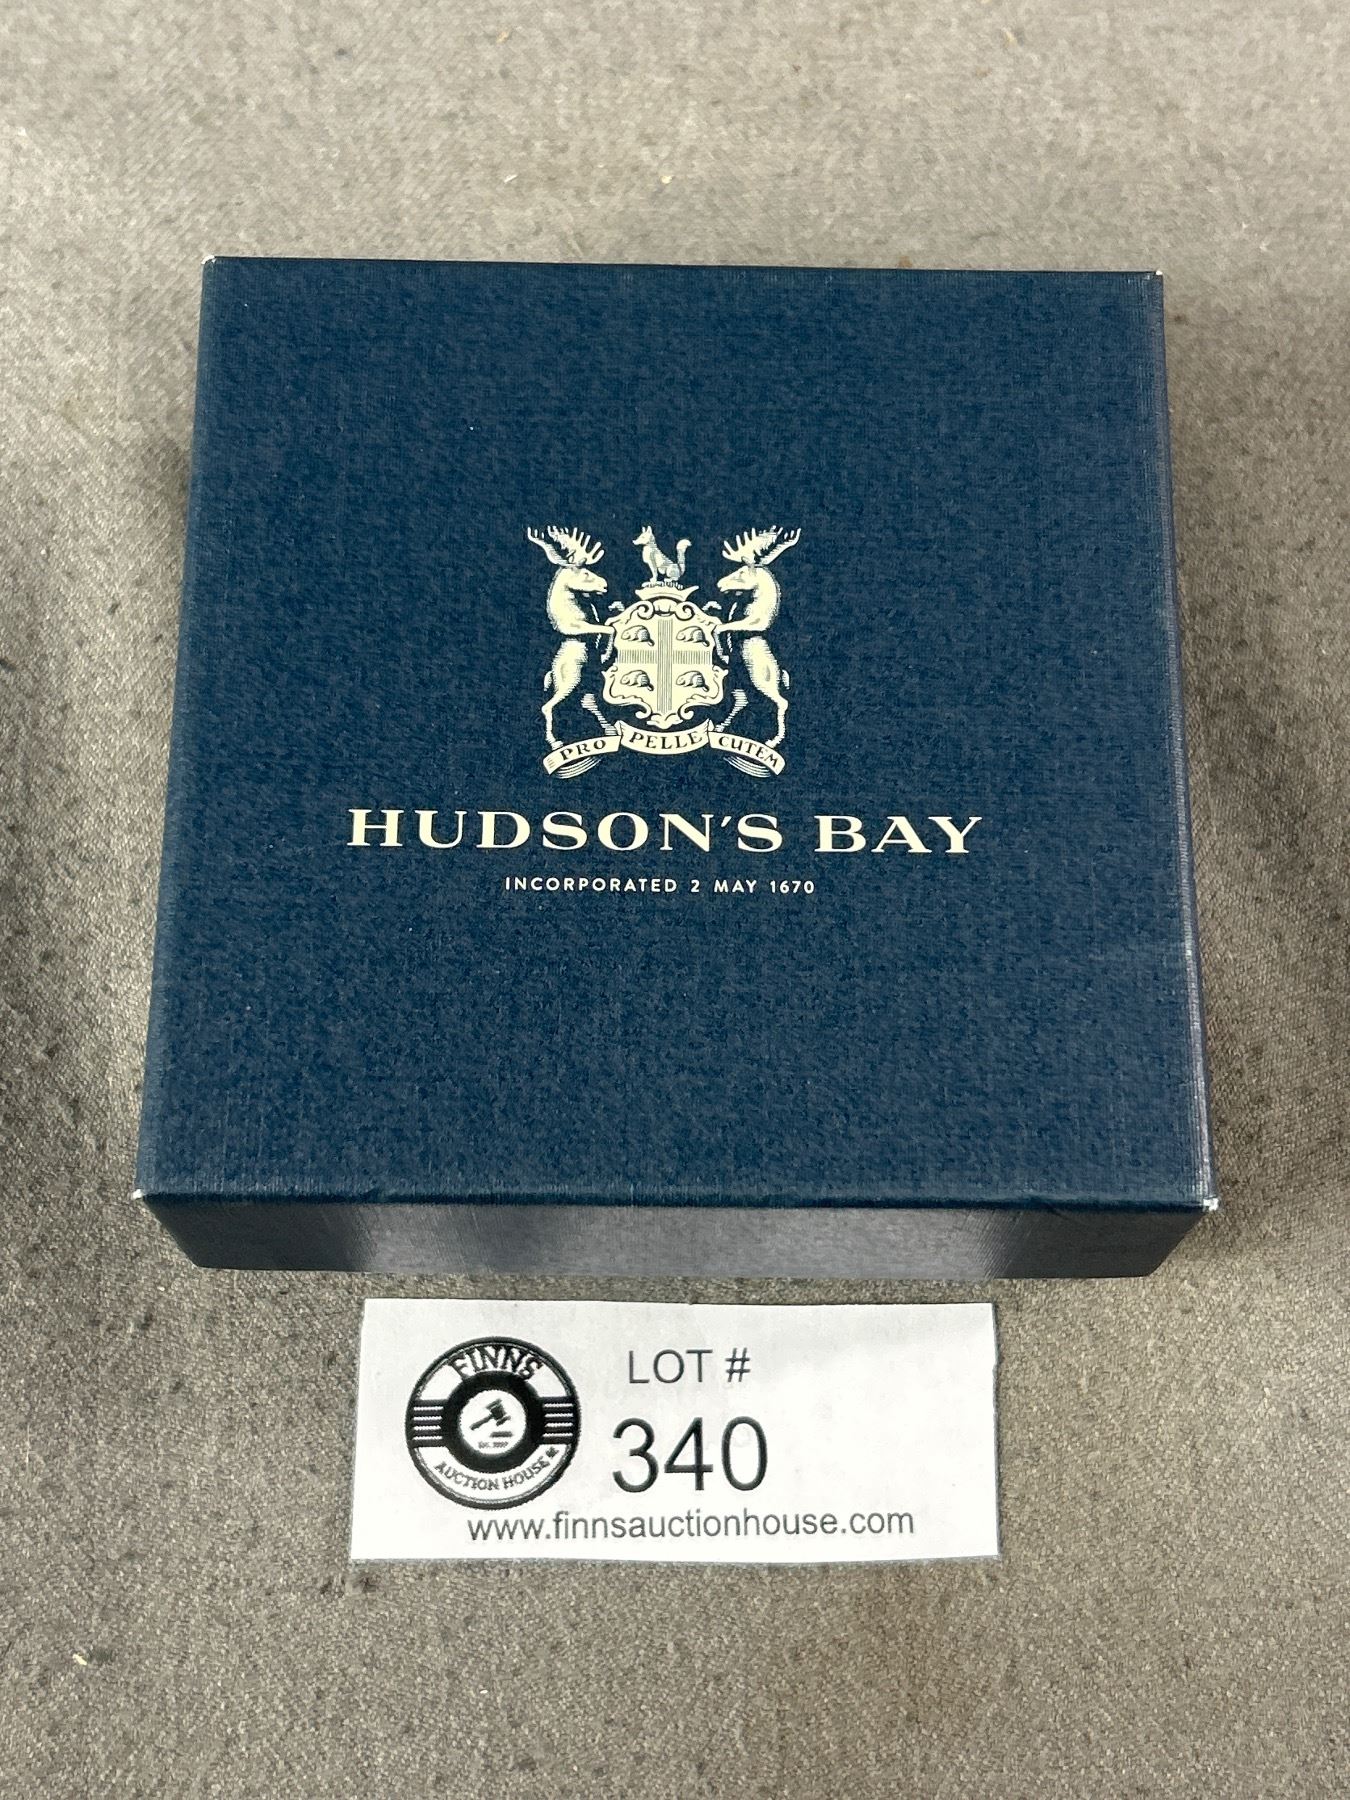 PRO PELLE CUTEM
HUDSON'S BAY
INCORPORATED 2 MAY 1670
FINNS
AUCTION HOUSE
LOT #
340
www.finnsauctionhouse.com